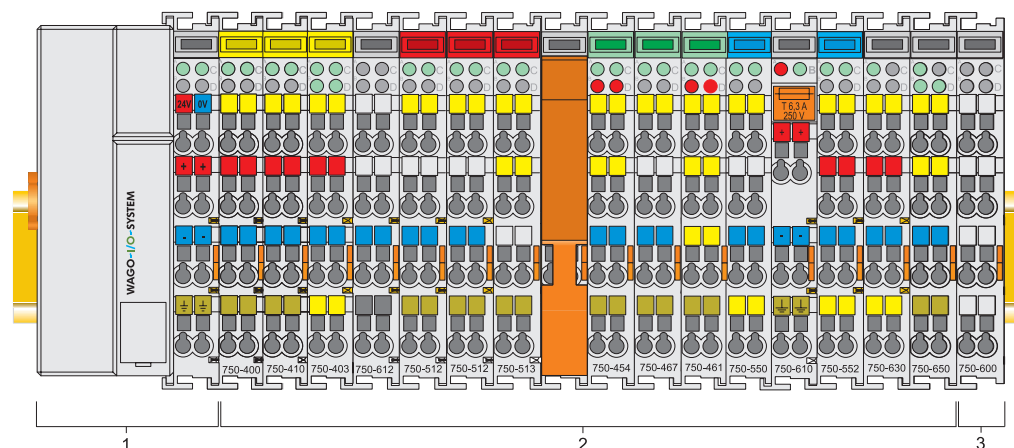 C C C C C C C C C C C C B C C C C
D D D D D D D D D D D D D D D D
24V 0V
T 6,3 A
250 V
+ +
+ +
WAGO-I/O-SYSTEM
- - - -
750-400 750-410 750-403 750-612 750-512 750-512 750-513 750-454 750-467 750-461 750-550 750-610 750-552 750-630 750-650 750-600
1 2 3